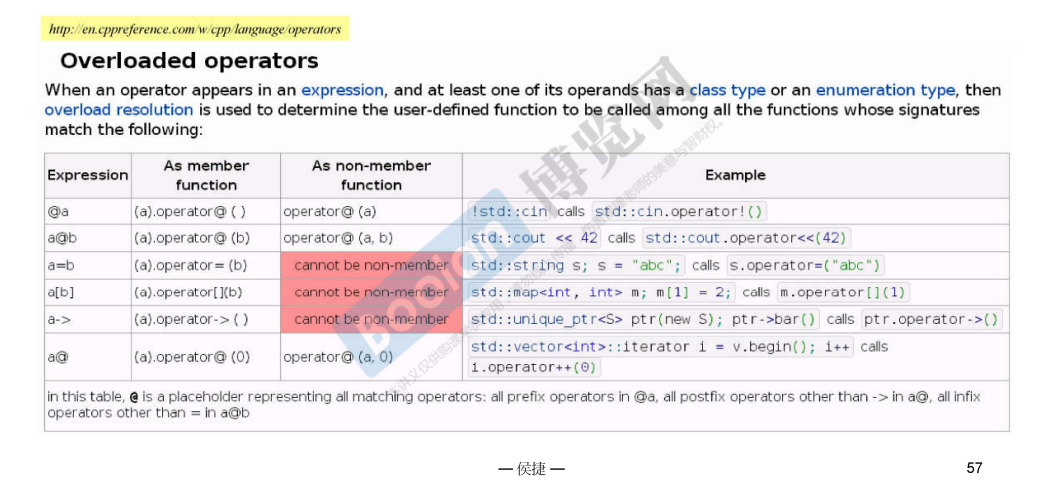 http://en.cppreference.com/w/cpp/language/operators
Overloaded operators
When an operator appears in an expression, and at least one of its operands has a class type or an enumeration type, then
overload resolution is used to determine the user-defined function to be called among all the functions whose signatures
match the following:
Expression As member function As non-member function Example
@a (a).operator@ ( ) operator@ (a) !std::cin calls std::cin.operator!()
a@b (a).operator@ (b) operator@ (a, b) std::cout << 42 calls std::cout.operator<<(42)
a=b (a).operator= (b) cannot be non-member std::string s; s = "abc"; calls s.operator=("abc")
a[b] (a).operator[](b) cannot be non-member std::map<int, int> m; m[1] = 2; calls m.operator[](1)
a-> (a).operator-> ( ) cannot be non-member std::unique_ptr<S> ptr(new S); ptr->bar() calls ptr.operator->()
a@ (a).operator@ (0) operator@ (a, 0) std::vector<int>::iterator i = v.begin(); i++ calls
i.operator++(0)
in this table, @ is a placeholder representing all matching operators: all prefix operators in @a, all postfix operators other than -> in a@, all infix
operators other than = in a@b
boolan 博览网
— 侯捷 —
57